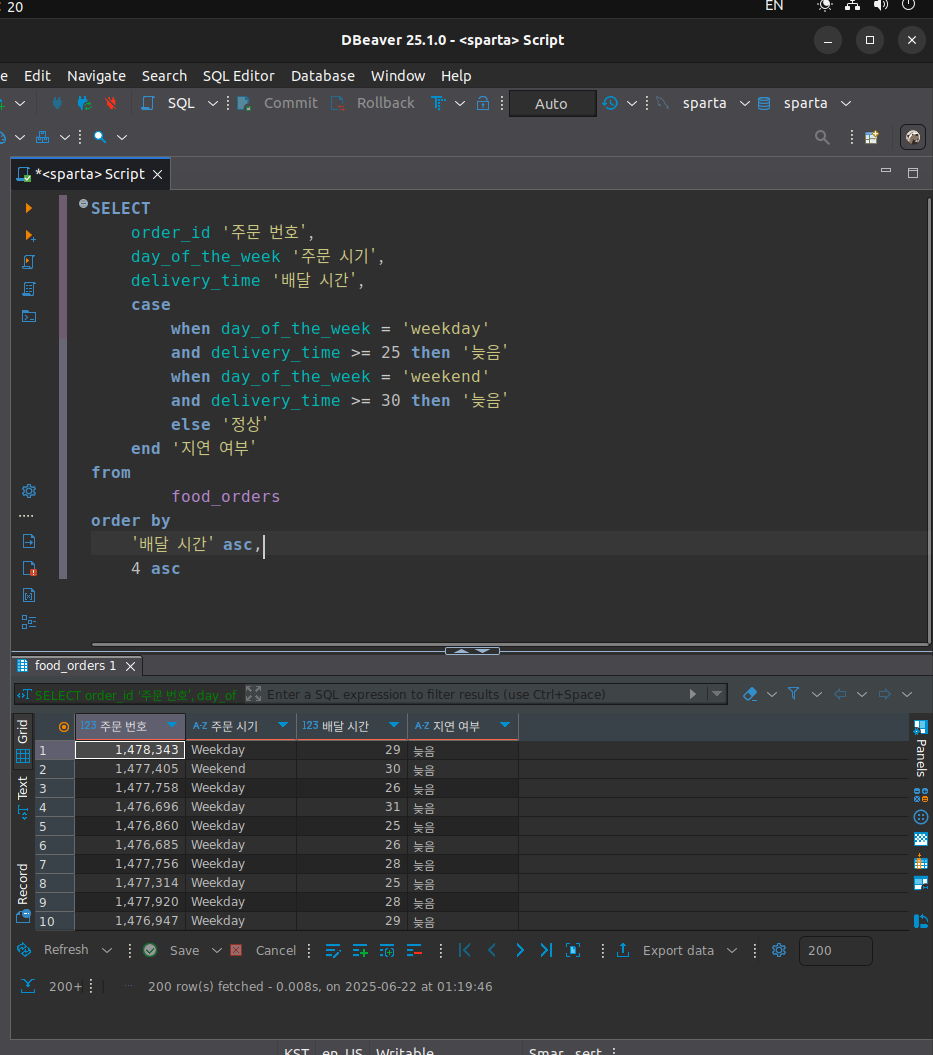 20
EN
DBeaver 25.1.0 - <sparta> Script
e Edit Navigate Search SQL Editor Database Window Help
SQL Commit Rollback Auto sparta sparta
*<sparta> Script
SELECT
order_id '주문 번호',
day_of_the_week '주문 시기',
delivery_time '배달 시간',
case
when day_of_the_week = 'weekday'
and delivery_time >= 25 then '늦음'
when day_of_the_week = 'weekend'
and delivery_time >= 30 then '늦음'
else '정상'
end '지연 여부'
from
food_orders
order by
'배달 시간' asc,
4 asc
food_orders 1
SELECT order_id '주문 번호', day_of Enter a SQL expression to filter results (use Ctrl+Space)
Grid
Text
Record
Panels
123 주문 번호 A-Z 주문 시기 123 배달 시간 A-Z 지연 여부
1 1,478,343 Weekday 29 늦음
2 1,477,405 Weekend 30 늦음
3 1,477,758 Weekday 26 늦음
4 1,476,696 Weekday 31 늦음
5 1,476,860 Weekday 25 늦음
6 1,476,685 Weekday 26 늦음
7 1,477,756 Weekday 28 늦음
8 1,477,314 Weekday 25 늦음
9 1,477,920 Weekday 28 늦음
10 1,476,947 Weekday 29 늦음
Refresh Save Cancel Export data 200
200+ 200 row(s) fetched - 0.008s, on 2025-06-22 at 01:19:46
KST en_US Writable Smar sert